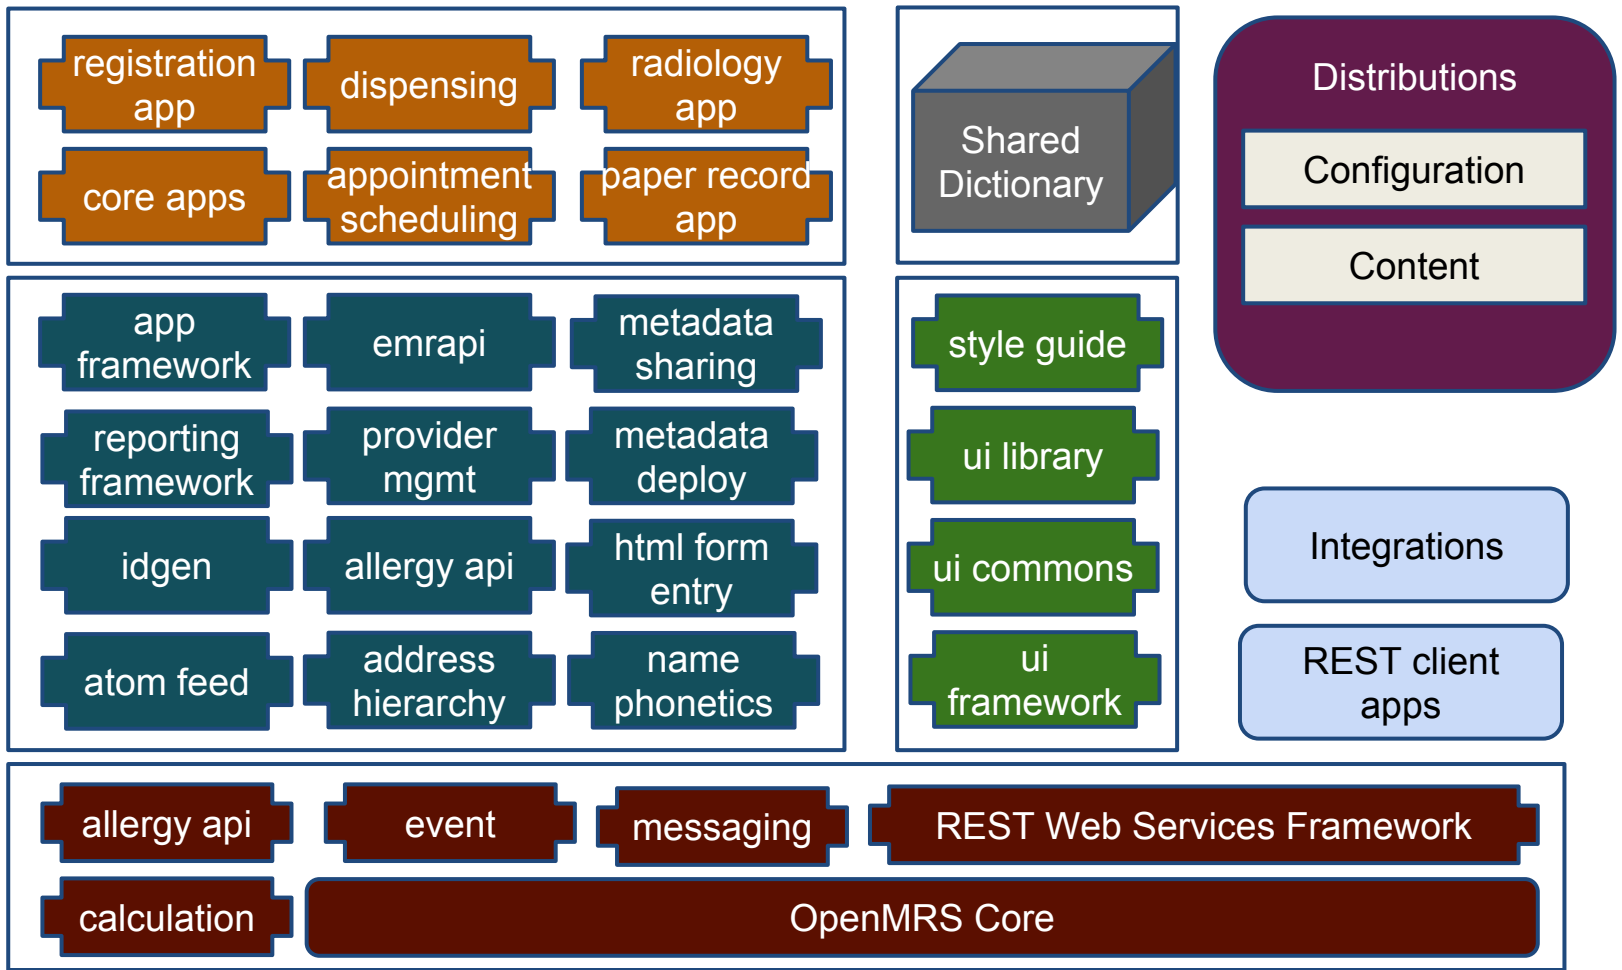 registration
app
dispensing
radiology
app
core apps
appointment
scheduling
paper record
app
Shared
Dictionary
Distributions
Configuration
Content
app
framework
emrapi
metadata
sharing
reporting
framework
provider
mgmt
metadata
deploy
idgen
allergy api
html form
entry
atom feed
address
hierarchy
name
phonetics
style guide
ui library
ui commons
ui
framework
Integrations
REST client
apps
allergy api
event
messaging
REST Web Services Framework
calculation
OpenMRS Core